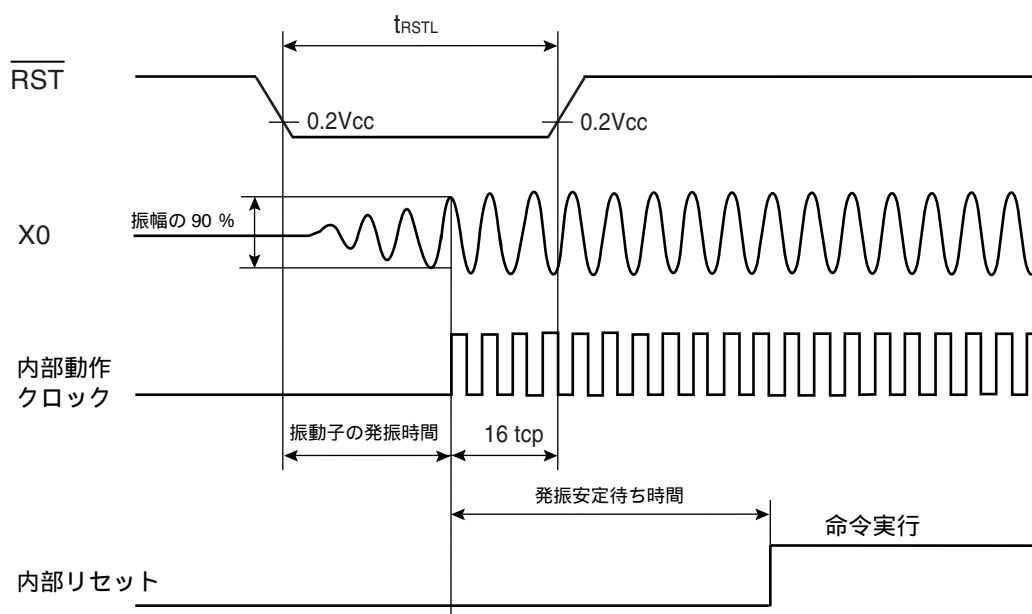 tRSTL
RST
0.2Vcc
0.2Vcc
振幅の 90 %
X0
内部動作
クロック
振動子の発振時間
16 tcp
発振安定待ち時間
命令実行
内部リセット